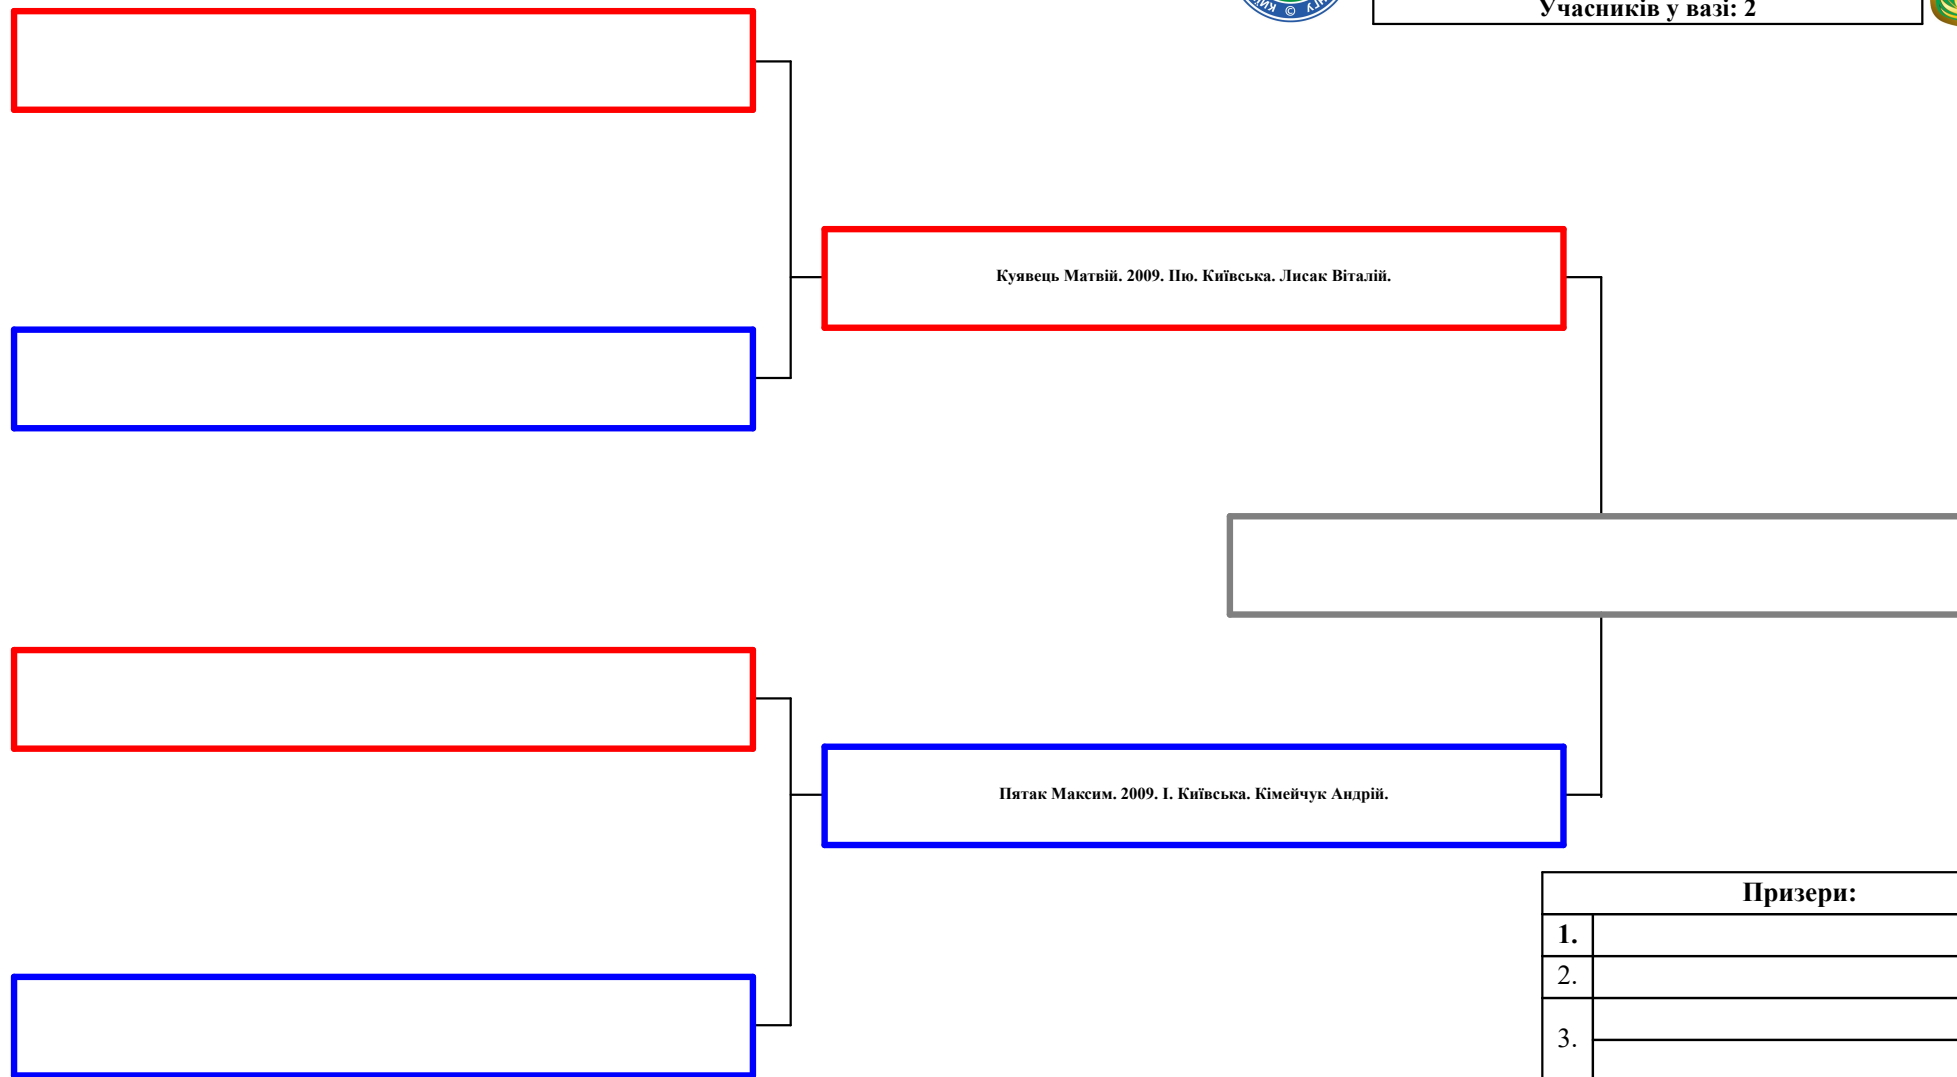 Учасників у вазі: 2
Куявець Матвій. 2009. ІІю. Київська. Лисак Віталій.
Пятак Максим. 2009. І. Київська. Кімейчук Андрій.
Призери:
1.
2.
3.